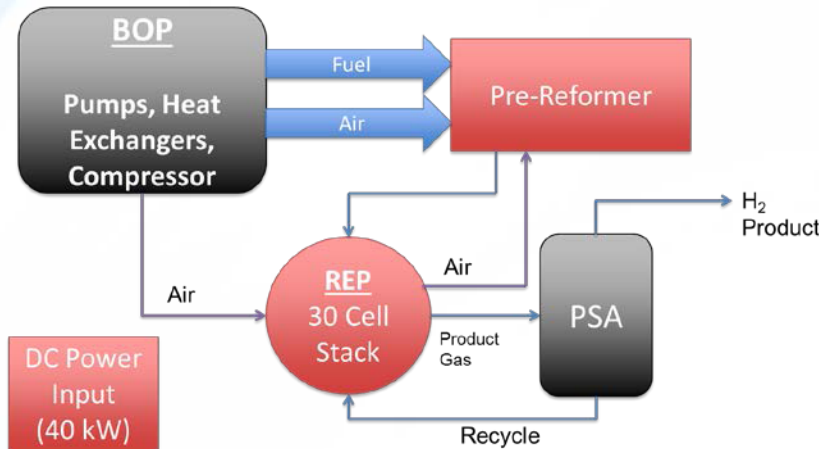 BOP
Pumps, Heat
Exchangers,
Compressor
Fuel
Air
Pre-Reformer
H₂
Product
Air
REP
30 Cell
Stack
Air
Product
Gas
PSA
DC Power
Input
(40 kW)
Recycle